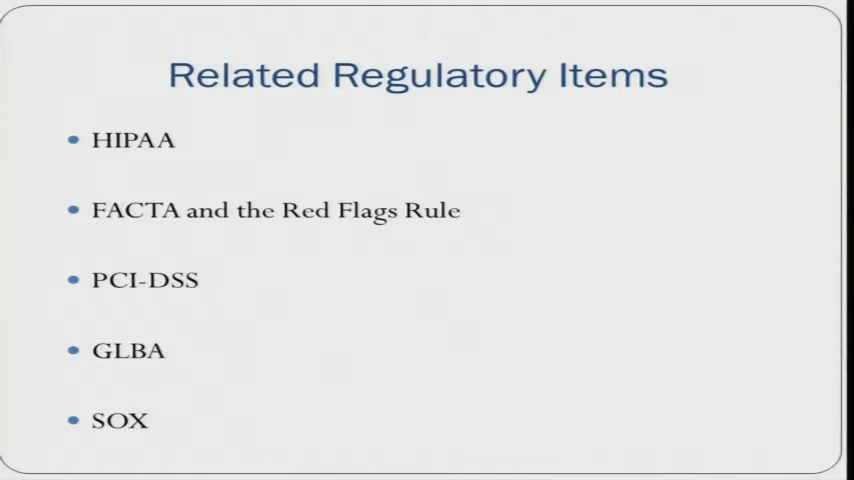 Related Regulatory Items
HIPAA
FACTA and the Red Flags Rule
PCI-DSS
GLBA
SOX